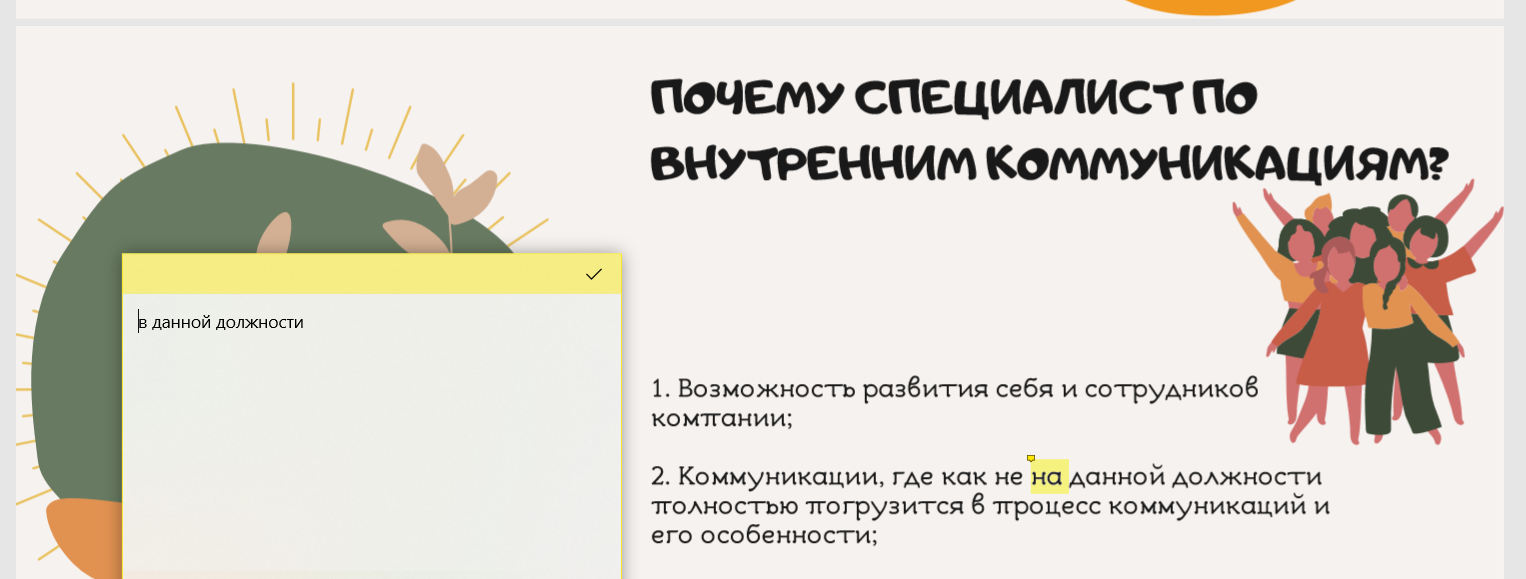 ПОЧЕМУ СПЕЦИАЛИСТ ПО
ВНУТРЕННИМ КОММУНИКАЦИЯМ?
в данной должности
1. Возможность развития себя и сотрудников
компании;
2. Коммуникации, где как не на данной должности
полностью погрузится в процесс коммуникаций и
его особенности;